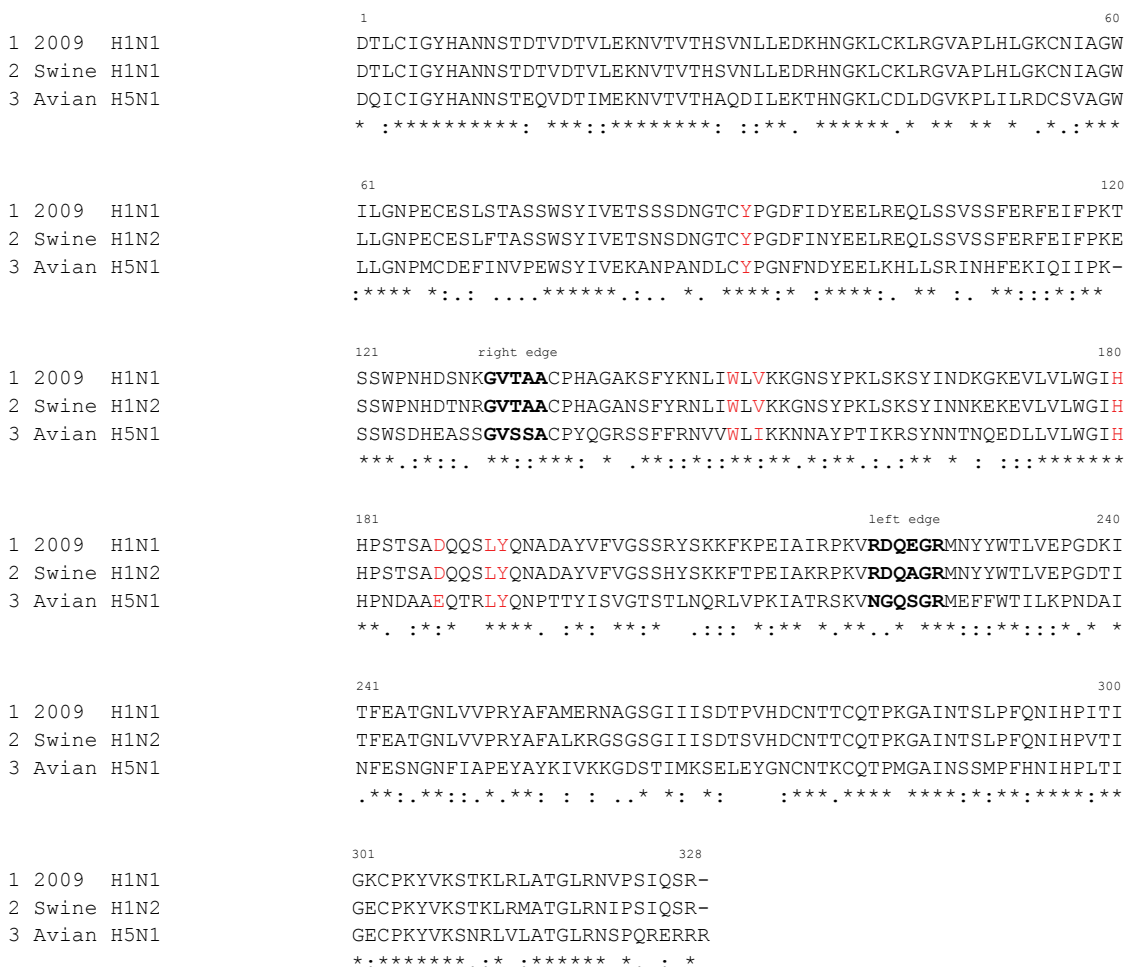 1 60
1 2009 H1N1 DTLCIGYHANNSTDTVDTVLEKNVTVTHSVNLLEDKHNGKLCKLRGVAPLHLGKCNIAGW
2 Swine H1N1 DTLCIGYHANNSTDTVDTVLEKNVTVTHSVNLLEDRHNGKLCKLRGVAPLHLGKCNIAGW
3 Avian H5N1 DQICIGYHANNSTEQVDTIMEKNVTVTHAQDILEKTHNGKLCDLDGVKPLILRDCSVAGW
* :**********: ***::********: ::**. ******.* ** ** * .*.:***
61 120
1 2009 H1N1 ILGNPECESLSTASSWSYIVETSSSDNGTCYPGDFIDYEELREQLSSVSSFERFEIFPKT
2 Swine H1N2 LLGNPECESLFTASSWSYIVETSNSDNGTCYPGDFINYEELREQLSSVSSFERFEIFPKE
3 Avian H5N1 LLGNPMCDEFINVPEWSYIVEKANPANDLCYPGNFNDYEELKHLLSRINHFEKIQIIPK-
:**** *:.: ....******.:.. *. ****:* :****:. ** :. **:::*:**
121 right edge 180
1 2009 H1N1 SSWPNHDSNKGVTAACPHAGAKSFYKNLIWLVKKGNSYPKLSKSYINDKGKEVLVLWGIH
2 Swine H1N2 SSWPNHDTNRGVTAACPHAGANSFYRNLIWLVKKGNSYPKLSKSYINNKEKEVLVLWGIH
3 Avian H5N1 SSWSDHEASSGVSSACPYQGRSSFFRNVVWLIKKNNAYPTIKRSYNNTNQEDLLVLWGIH
***.:*::. **::***: * .**::*::**:**.*:**.:.:** * : :::*******
181 left edge 240
1 2009 H1N1 HPSTSADQQSLYQNADAYVFVGSSRYSKKFKPEIAIRPKVRDQEGRMNYYWTLVEPGDKI
2 Swine H1N2 HPSTSADQQSLYQNADAYVFVGSSHYSKKFTPEIAKRPKVRDQAGRMNYYWTLVEPGDTI
3 Avian H5N1 HPNDAAEQTRLYQNPTTYISVGTSTLNQRLVPKIATRSKVNGQSGRMEFFWTILKPNDAI
**. :*:* ****. :*: **:* .::: *:** *.**..* ***:::**:::*.* *
241 300
1 2009 H1N1 TFEATGNLVVPRYAFAMERNAGSGIIISDTPVHDCNTTCQTPKGAINTSLPFQNIHPITI
2 Swine H1N2 TFEATGNLVVPRYAFALKRGSGSGIIISDTSVHDCNTTCQTPKGAINTSLPFQNIHPVTI
3 Avian H5N1 NFESNGNFIAPEYAYKIVKKGDSTIMKSELEYGNCNTKCQTPMGAINSSMPFHNIHPLTI
.**:.**::.*.**: : : ..* *: *: :***.**** ****:*:**:****:**
301 328
1 2009 H1N1 GKCPKYVKSTKLRLATGLRNVPSIQSR-
2 Swine H1N2 GECPKYVKSTKLRMATGLRNIPSIQSR-
3 Avian H5N1 GECPKYVKSNRLVLATGLRNSPQRERRR
*:*******.:* :****** *. : *